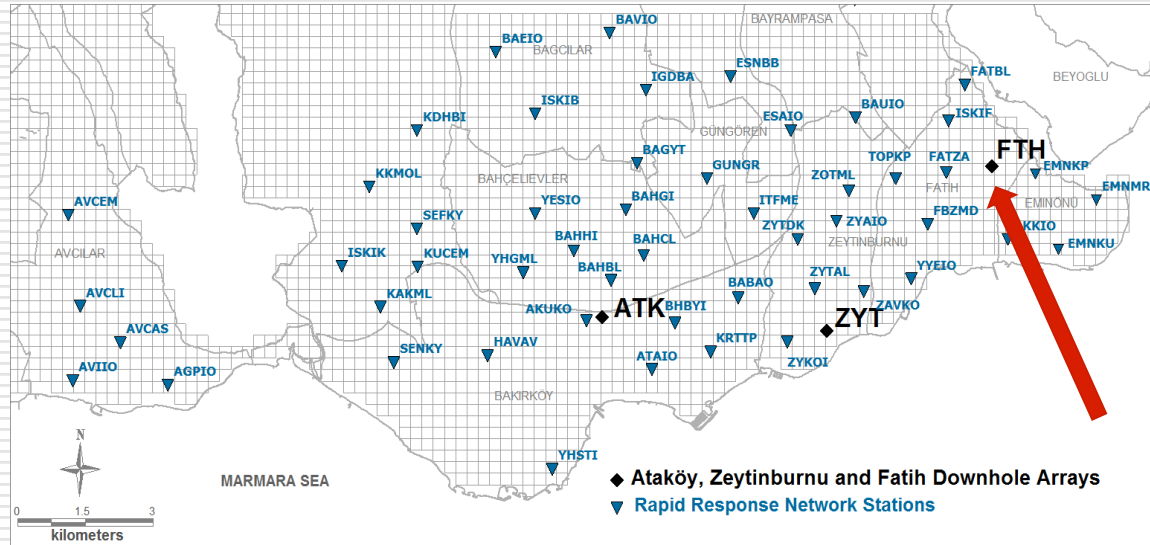 BAVIO
BAYRAMPASA
BAEIO
BAGCILAR
ESNBB
FATBL
IGDBA
BEYOGLU
ISKIB
BAUIO
KDHBI
ESAIO
ISKIF
GÜNGÖREN
BAGYT
FTH
TOPKP
FATZA
EMNKP
GUNGR
KKMOL
BAHÇELIEVLER
ZOTML
FATIH
EMNMR
AVCEM
YESIO
BAHGI
ITFME
EMINÖNÜ
SEFKY
FBZMD
ZYAIO
ZYTDK
KKIO
BAHHI
BAHCL
ZEYTINBURNU
EMNKU
AVCILAR
ISKIK
KUCEM
YHGML
BAHBL
YYEIO
ZYTAL
BABAO
AVCLI
KAKML
AKUKO
ATK
BHBYI
ZAVKO
ZYT
AVCAS
HAVAV
KRTTP
SENKY
ATAIO
ZYKOI
AVIIO
AGPIO
BAKIRKÖY
N
YHSTI
MARMARA SEA
Ataköy, Zeytinburnu and Fatih Downhole Arrays
Rapid Response Network Stations
0 1.5 3
kilometers